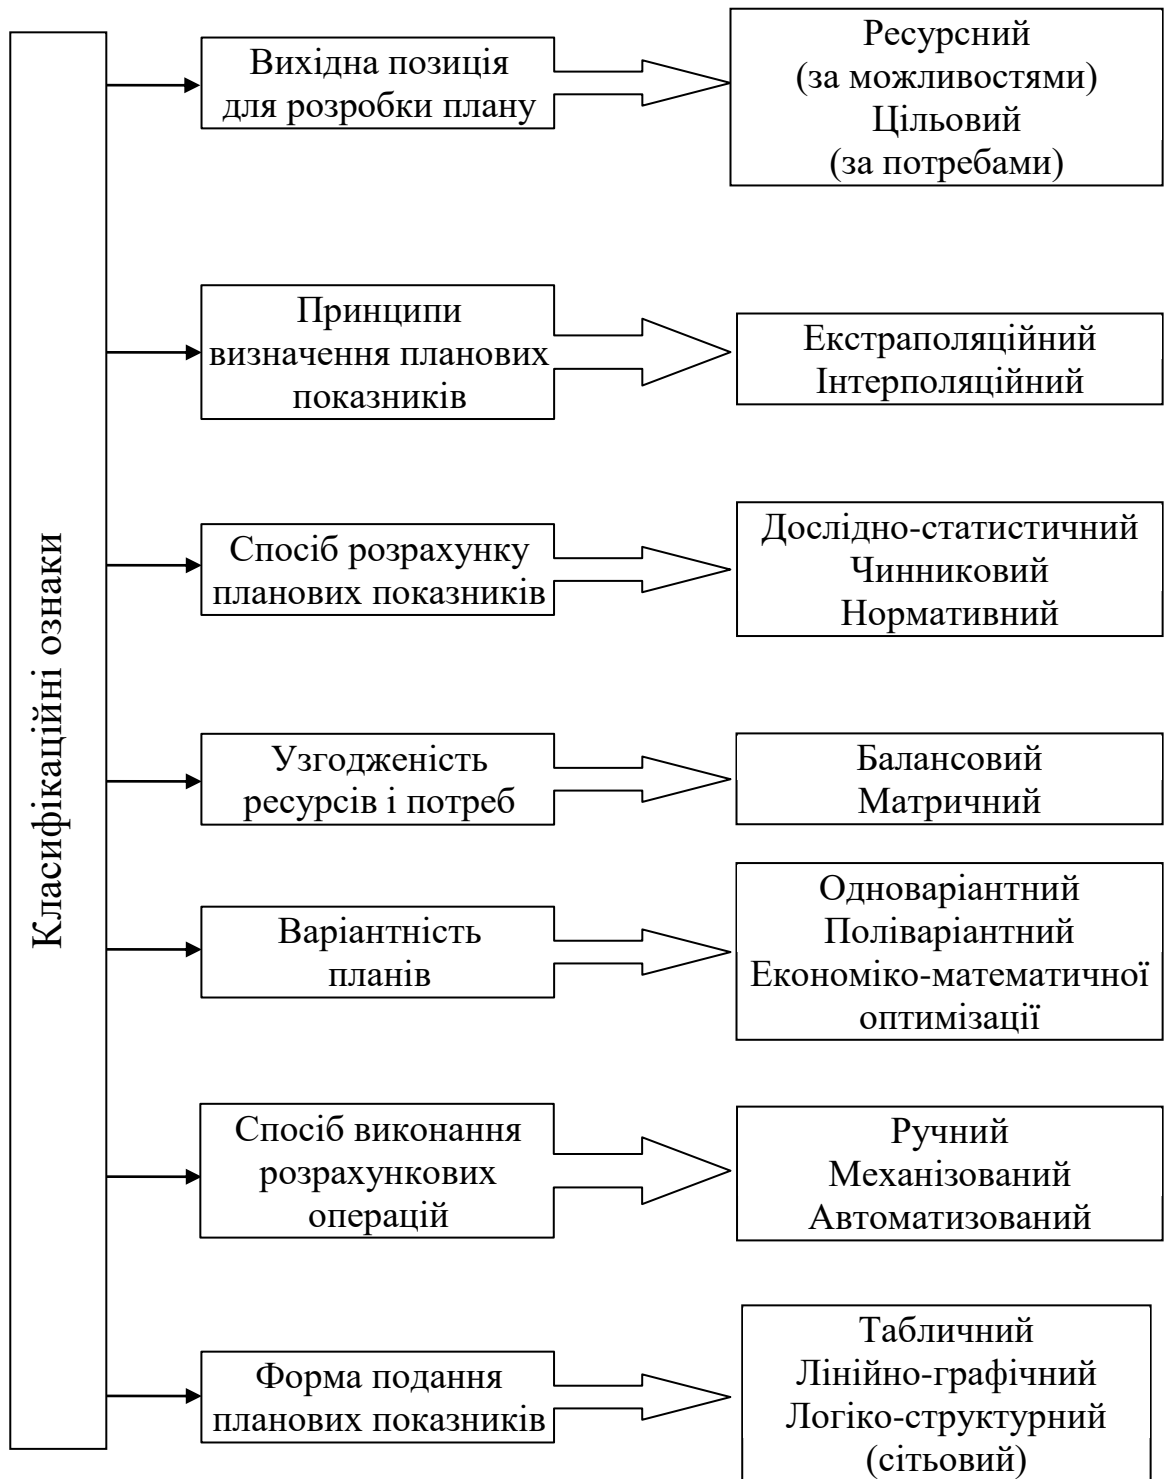 Класифікаційні ознаки
Вихідна позиція
для розробки плану
Ресурсний
(за можливостями)
Цільовий
(за потребами)
Принципи
визначення планових
показників
Екстраполяційний
Інтерполяційний
Спосіб розрахунку
планових показників
Дослідно-статистичний
Чинниковий
Нормативний
Узгодженість
ресурсів і потреб
Балансовий
Матричний
Варіантність
планів
Одноваріантний
Поліваріантний
Економіко-математичної
оптимізації
Спосіб виконання
розрахункових
операцій
Ручний
Механізований
Автоматизований
Форма подання
планових показників
Табличний
Лінійно-графічний
Логіко-структурний
(сітьовий)